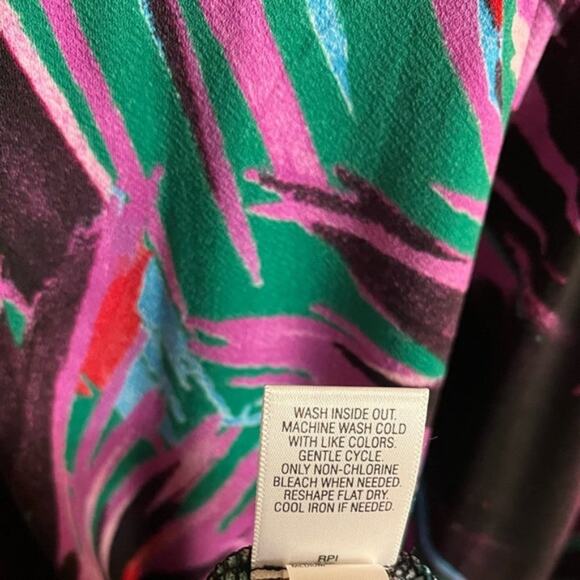 WASH INSIDE OUT.
MACHINE WASH COLD
WITH LIKE COLORS.
GENTLE CYCLE.
ONLY NON-CHLORINE
BLEACH WHEN NEEDED.
RESHAPE FLAT DRY.
COOL IRON IF NEEDED.
RPI